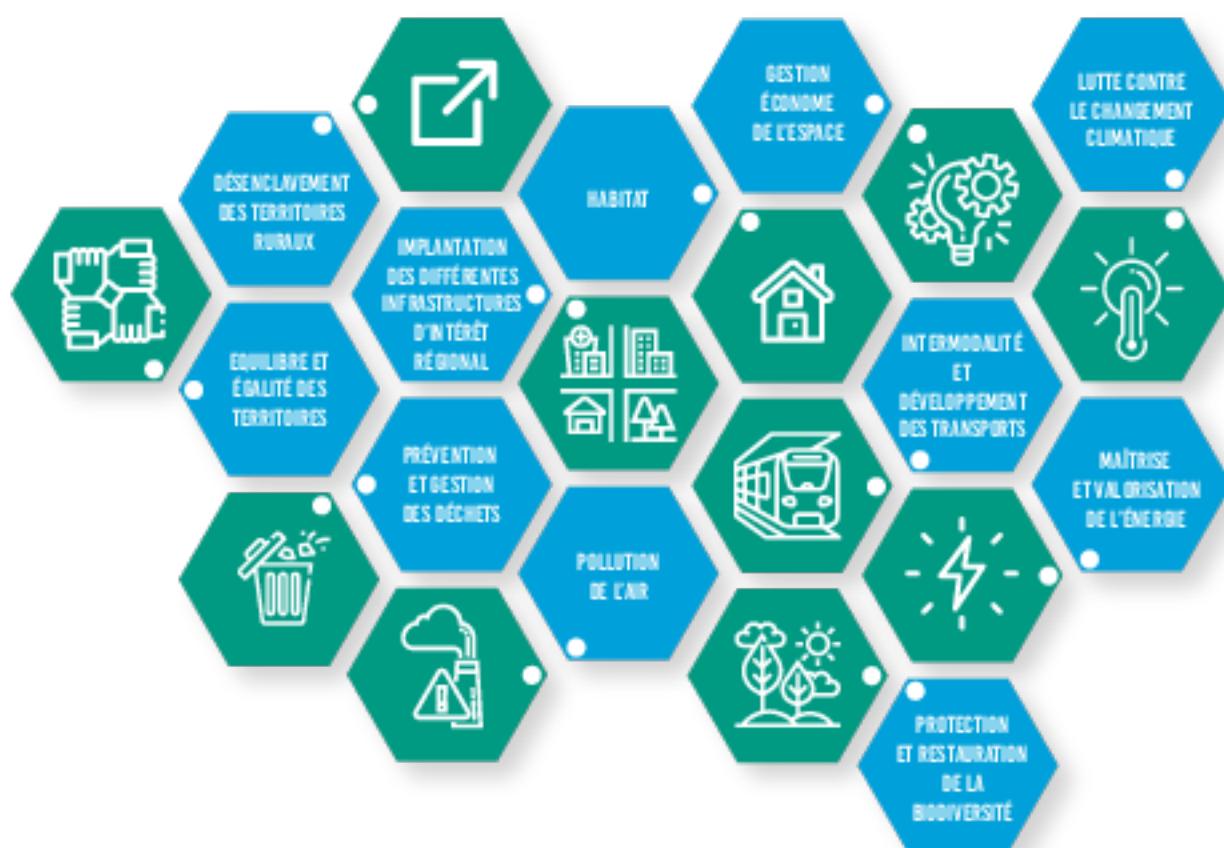 GESTION
ÉCONOME
DE L'ESPACE
LUTTE CONTRE
LE CHANGEMENT
CLIMATIQUE
DÉSENCLAVEMENT
DES TERRITOIRES
RURAUX
HABITAT
IMPLANTATION
DES DIFFÉRENTES
INFRASTRUCTURES
D'INTÉRÊT
RÉGIONAL
EQUILIBRE ET
ÉGALITÉ DES
TERRITOIRES
INTERMODALITÉ
ET
DÉVELOPPEMENT
DES TRANSPORTS
PRÉVENTION
ET GESTION
DES DÉCHETS
MAÎTRISE
ET VALORISATION
DE L'ÉNERGIE
POLLUTION
DE L'AIR
PROTECTION
ET RESTAURATION
DE LA
BIODIVERSITÉ